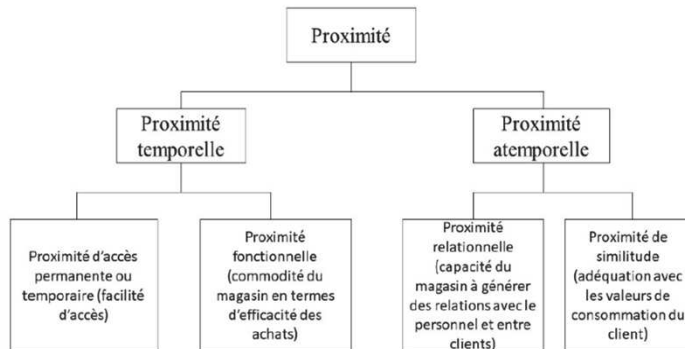 Proximité
Proximité
temporelle
Proximité
atemporelle
Proximité d'accès
permanente ou
temporaire (facilité
d'accès)
Proximité
fonctionnelle
(commodité du
magasin en termes
d'efficacité des
achats)
Proximité
relationnelle
(capacité du
magasin à générer
des relations avec le
personnel et entre
clients)
Proximité de
similitude
(adéquation avec
les valeurs de
consommation du
client)